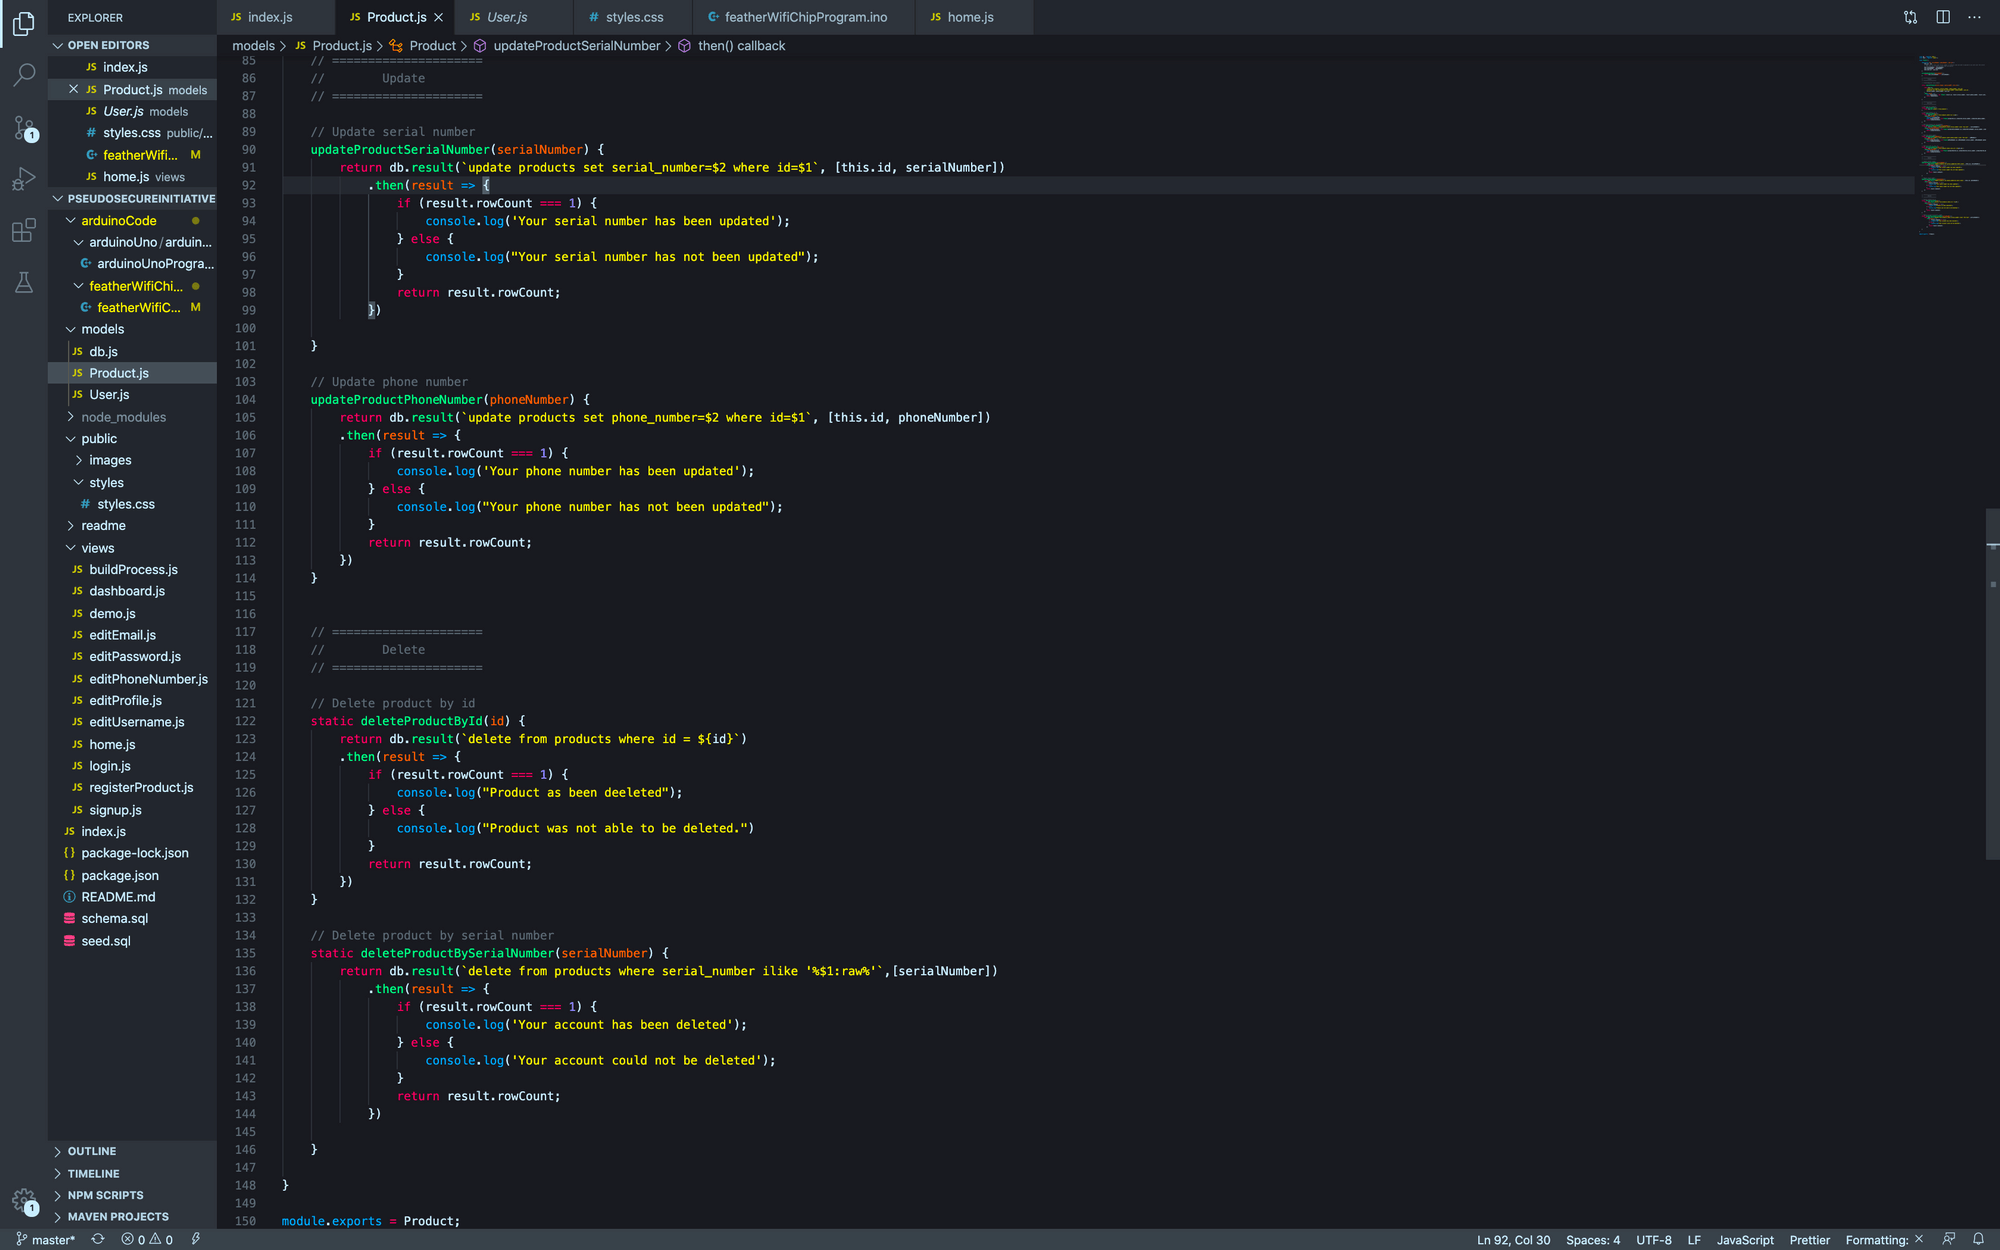 EXPLORER
OPEN EDITORS
JS index.js
JS Product.js models
JS User.js models
# styles.css public/...
featherWifi... M
JS home.js views
PSEUDOSECUREINITIATIVE
arduinoCode
arduinoUno/arduin...
arduinoUnoProgra...
featherWifiChi...
featherWifiC... M
models
JS db.js
JS Product.js
JS User.js
node_modules
public
images
styles
# styles.css
readme
views
JS buildProcess.js
JS dashboard.js
JS demo.js
JS editEmail.js
JS editPassword.js
JS editPhoneNumber.js
JS editProfile.js
JS editUsername.js
JS home.js
JS login.js
JS registerProduct.js
JS signup.js
JS index.js
{} package-lock.json
{} package.json
README.md
schema.sql
seed.sql
OUTLINE
TIMELINE
NPM SCRIPTS
MAVEN PROJECTS
1
1
JS index.js
JS Product.js
JS User.js
# styles.css
featherWifiChipProgram.ino
JS home.js
models > JS Product.js > Product > updateProductSerialNumber > then() callback
85 // =====================
86 //        Update
87 // =====================
88
89 // Update serial number
90 updateProductSerialNumber(serialNumber) {
91 return db.result(`update products set serial_number=$2 where id=$1`, [this.id, serialNumber])
92 .then(result => {
93 if (result.rowCount === 1) {
94 console.log('Your serial number has been updated');
95 } else {
96 console.log("Your serial number has not been updated");
97 }
98 return result.rowCount;
99 })
100
101 }
102
103 // Update phone number
104 updateProductPhoneNumber(phoneNumber) {
105 return db.result(`update products set phone_number=$2 where id=$1`, [this.id, phoneNumber])
106 .then(result => {
107 if (result.rowCount === 1) {
108 console.log('Your phone number has been updated');
109 } else {
110 console.log("Your phone number has not been updated");
111 }
112 return result.rowCount;
113 })
114 }
115
116
117 // =====================
118 //        Delete
119 // =====================
120
121 // Delete product by id
122 static deleteProductById(id) {
123 return db.result(`delete from products where id = ${id}`)
124 .then(result => {
125 if (result.rowCount === 1) {
126 console.log("Product as been deeleted");
127 } else {
128 console.log("Product was not able to be deleted.")
129 }
130 return result.rowCount;
131 })
132 }
133
134 // Delete product by serial number
135 static deleteProductBySerialNumber(serialNumber) {
136 return db.result(`delete from products where serial_number ilike '%$1:raw%'`,[serialNumber])
137 .then(result => {
138 if (result.rowCount === 1) {
139 console.log('Your account has been deleted');
140 } else {
141 console.log('Your account could not be deleted');
142 }
143 return result.rowCount;
144 })
145
146 }
147
148 }
149
150 module.exports = Product;
master* 0 0
Ln 92, Col 30 Spaces: 4 UTF-8 LF JavaScript Prettier Formatting: ×